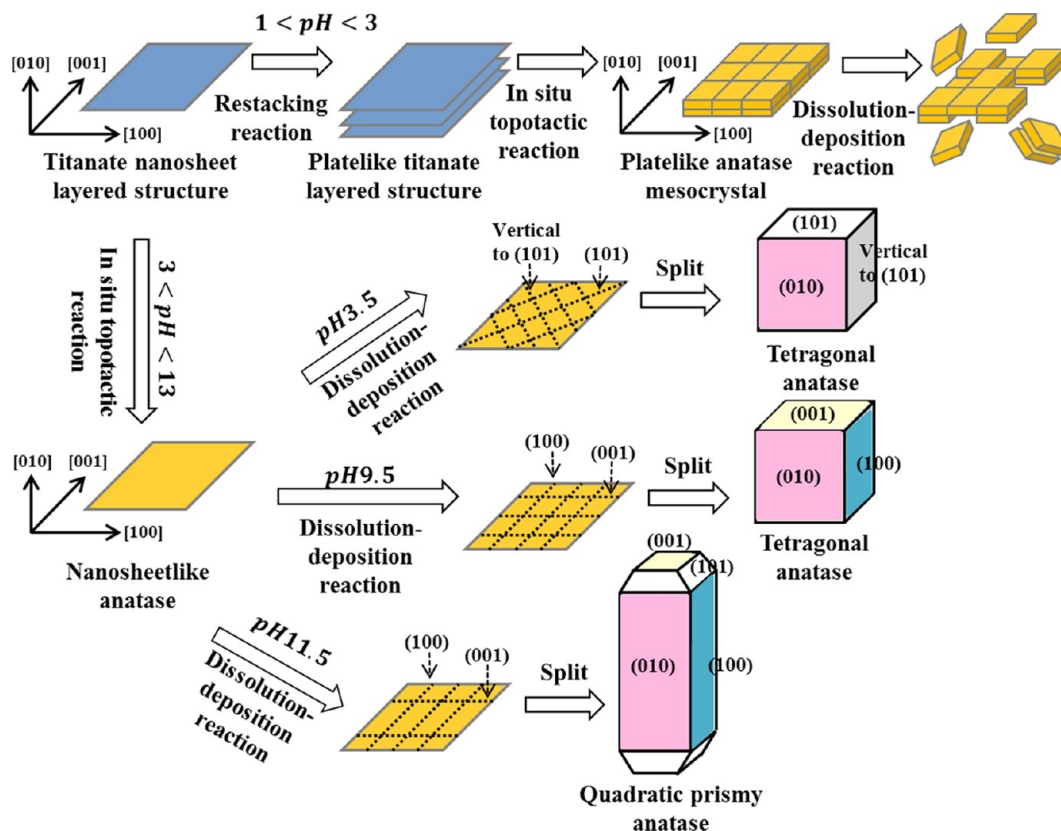 1 < pH < 3
[010]
[001]
[100]
Restacking
reaction
In situ
topotactic
reaction
[010]
[001]
[100]
Dissolution-
deposition
reaction
Titanate nanosheet
layered structure
Platelike titanate
layered structure
Platelike anatase
mesocrystal
3 < pH < 13
In situ topotactic
reaction
pH3.5
Dissolution-
deposition
reaction
Vertical
to (101)
(101)
Split
(101)
(010)
Vertical
to (101)
Tetragonal
anatase
[010]
[001]
[100]
Nanosheetlike
anatase
pH9.5
Dissolution-
deposition
reaction
(100)
(001)
Split
(001)
(010)
(100)
Tetragonal
anatase
pH11.5
Dissolution-
deposition
reaction
(100)
(001)
Split
(001)
(101)
(010)
(100)
Quadratic prismy
anatase